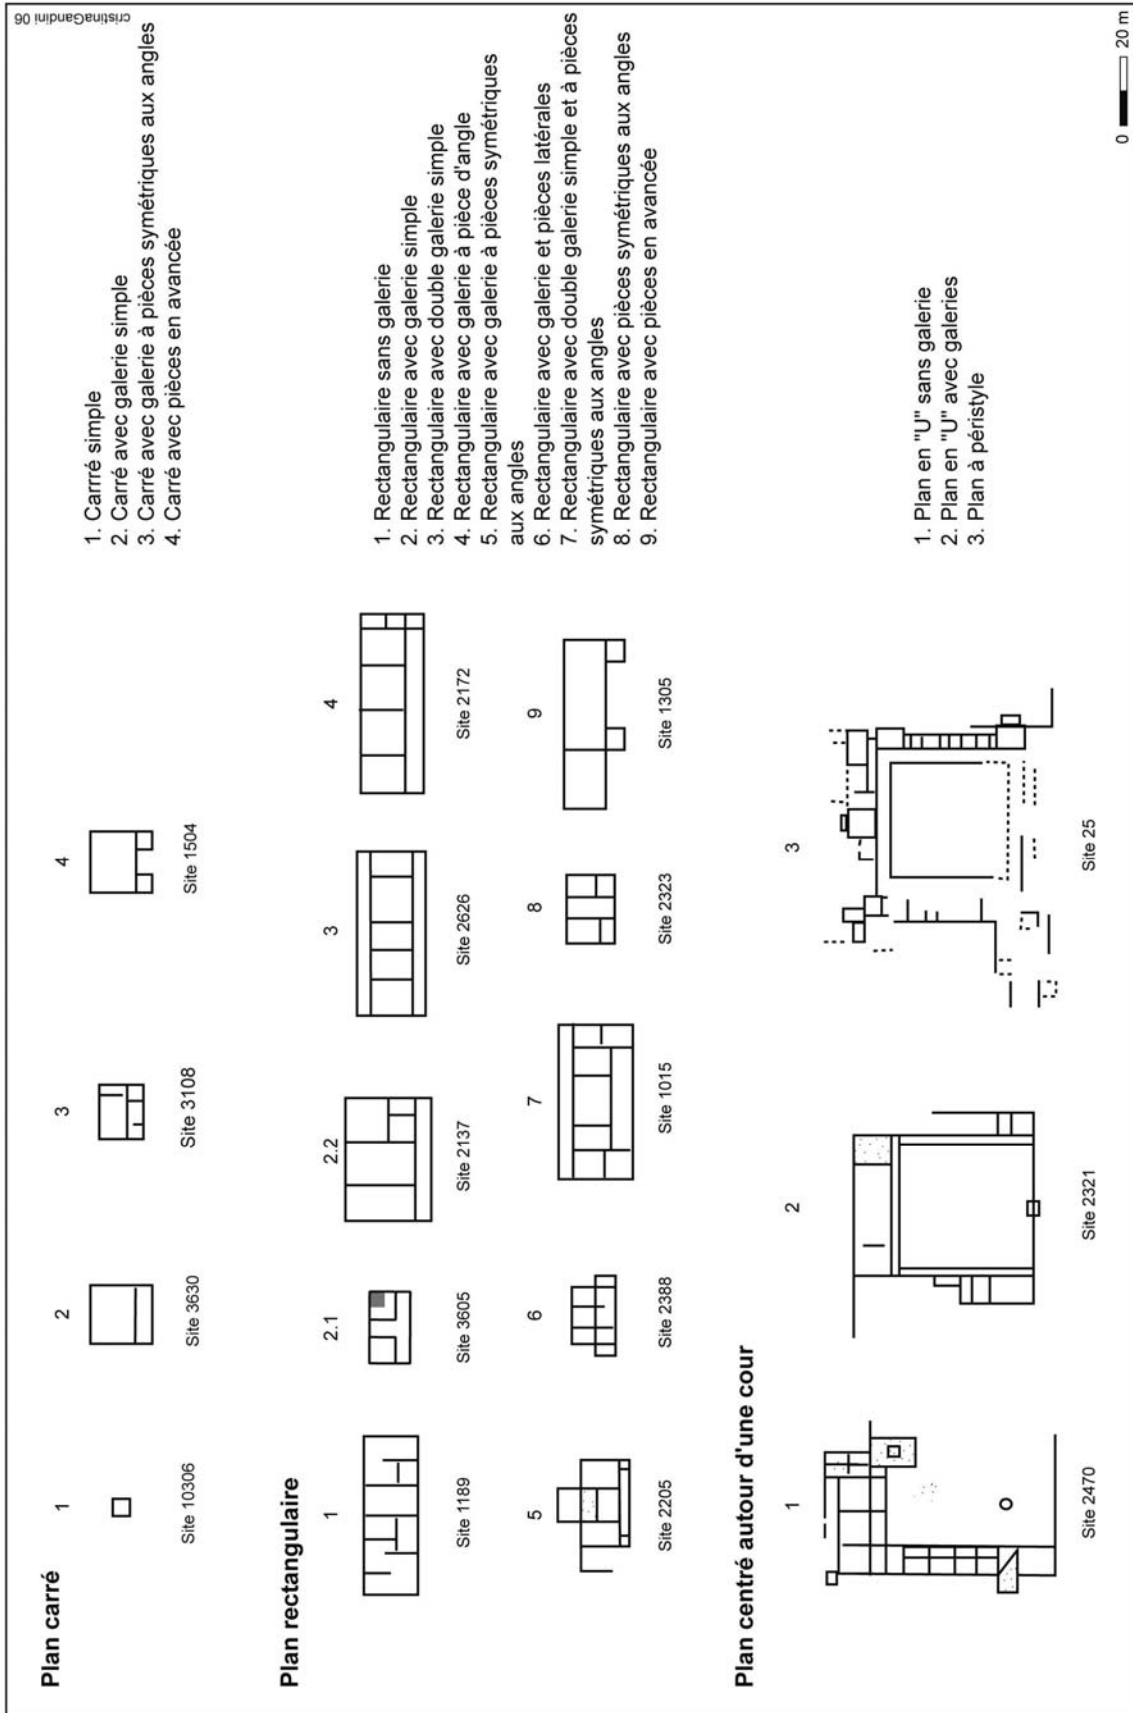 cristinaGandini 06
Plan carré
1
2
3
4
Site 10306
Site 3630
Site 3108
Site 1504
1. Carrré simple
2. Carré avec galerie simple
3. Carré avec galerie à pièces symétriques aux angles
4. Carré avec pièces en avancée
Plan rectangulaire
1
2.1
2.2
3
4
Site 1189
Site 3605
Site 2137
Site 2626
Site 2172
5
6
7
8
9
Site 2205
Site 2388
Site 1015
Site 2323
Site 1305
1. Rectangulaire sans galerie
2. Rectangulaire avec galerie simple
3. Rectangulaire avec double galerie simple
4. Rectangulaire avec galerie à pièce d'angle
5. Rectangulaire avec galerie à pièces symétriques
aux angles
6. Rectangulaire avec galerie et pièces latérales
7. Rectangulaire avec double galerie simple et à pièces
symétriques aux angles
8. Rectangulaire avec pièces symétriques aux angles
9. Rectangulaire avec pièces en avancée
Plan centré autour d'une cour
1
2
3
Site 2470
Site 2321
Site 25
1. Plan en "U" sans galerie
2. Plan en "U" avec galeries
3. Plan à péristyle
0 20 m